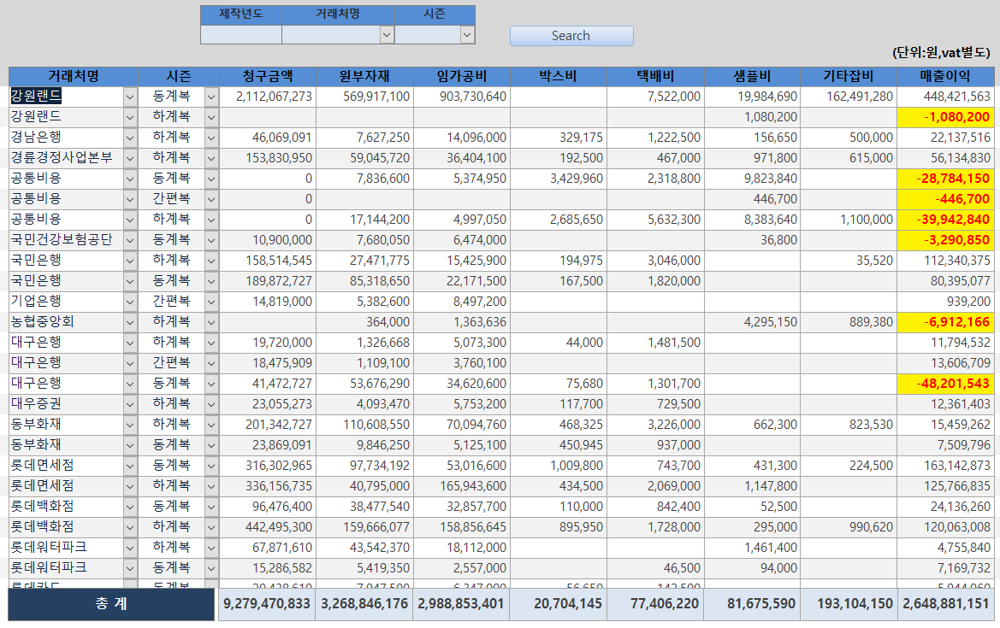 제작년도 거래처명 시즌
Search
(단위:원,vat별도)
거래처명 시즌 청구금액 원부자재 임가공비 박스비 택배비 샘플비 기타잡비 매출이익
강원랜드 동계복 2,112,067,273 569,917,100 903,730,640 7,522,000 19,984,690 162,491,280 448,421,563
강원랜드 하계복 1,080,200 -1,080,200
경남은행 하계복 46,069,091 7,627,250 14,096,000 329,175 1,222,500 156,650 500,000 22,137,516
경륜경정사업본부 하계복 153,830,950 59,045,720 36,404,100 192,500 467,000 971,800 615,000 56,134,830
공통비용 동계복 0 7,836,600 5,374,950 3,429,960 2,318,800 9,823,840 -28,784,150
공통비용 간편복 0 446,700 -446,700
공통비용 하계복 0 17,144,200 4,997,050 2,685,650 5,632,300 8,383,640 1,100,000 -39,942,840
국민건강보험공단 동계복 10,900,000 7,680,050 6,474,000 36,800 -3,290,850
국민은행 하계복 158,514,545 27,471,775 15,425,900 194,975 3,046,000 35,520 112,340,375
국민은행 동계복 189,872,727 85,318,650 22,171,500 167,500 1,820,000 80,395,077
기업은행 간편복 14,819,000 5,382,600 8,497,200 939,200
농협중앙회 하계복 364,000 1,363,636 4,295,150 889,380 -6,912,166
대구은행 하계복 19,720,000 1,326,668 5,073,300 44,000 1,481,500 11,794,532
대구은행 간편복 18,475,909 1,109,100 3,760,100 13,606,709
대구은행 동계복 41,472,727 53,676,290 34,620,600 75,680 1,301,700 -48,201,543
대우증권 하계복 23,055,273 4,093,470 5,753,200 117,700 729,500 12,361,403
동부화재 하계복 201,342,727 110,608,550 70,094,760 468,325 3,226,000 662,300 823,530 15,459,262
동부화재 동계복 23,869,091 9,846,250 5,125,100 450,945 937,000 7,509,796
롯데면세점 동계복 316,302,965 97,734,192 53,016,600 1,009,800 743,700 431,300 224,500 163,142,873
롯데면세점 하계복 336,156,735 40,795,000 165,943,600 434,500 2,069,000 1,147,800 125,766,835
롯데백화점 동계복 96,476,400 38,477,540 32,857,700 110,000 842,400 52,500 24,136,260
롯데백화점 하계복 442,495,300 159,666,077 158,856,645 895,950 1,728,000 295,000 990,620 120,063,008
롯데워터파크 하계복 67,871,610 43,542,370 18,112,000 1,461,400 4,755,840
롯데워터파크 동계복 15,286,582 5,419,350 2,557,000 46,500 94,000 7,169,732
총 계 9,279,470,833 3,268,846,176 2,988,853,401 20,704,145 77,406,220 81,675,590 193,104,150 2,648,881,151